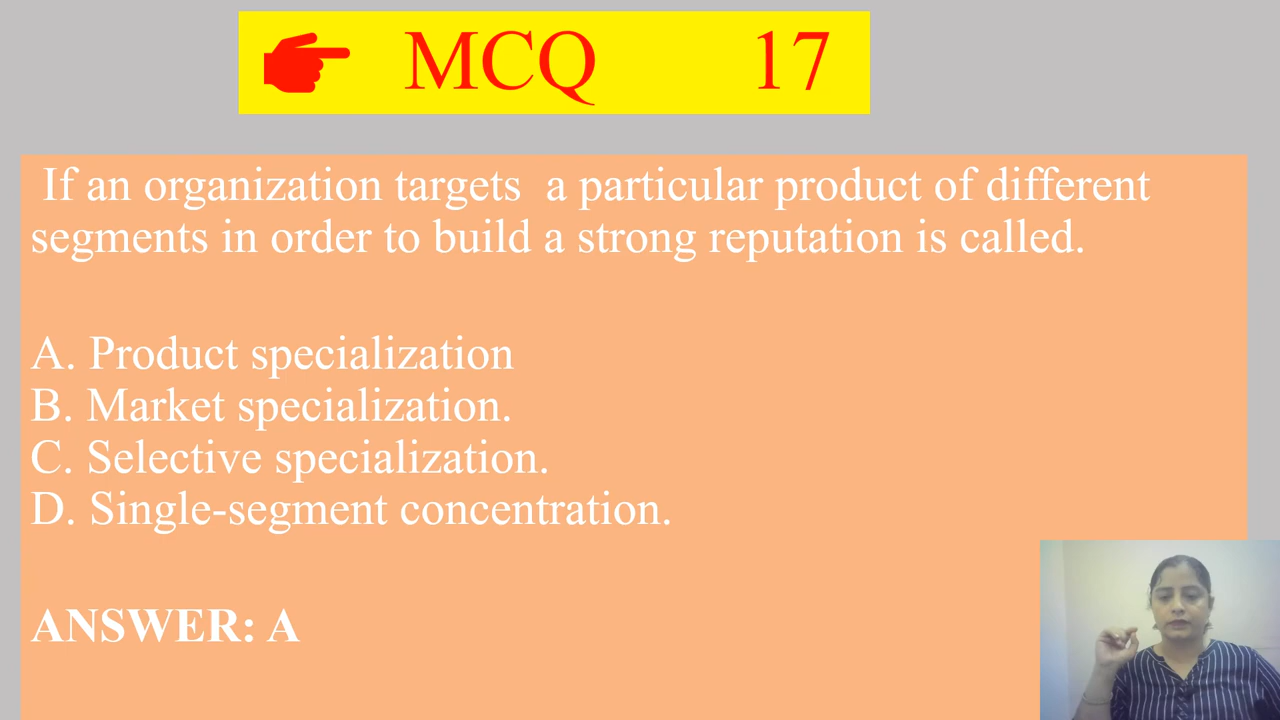 MCQ 17
If an organization targets a particular product of different
segments in order to build a strong reputation is called.
A. Product specialization
B. Market specialization.
C. Selective specialization.
D. Single-segment concentration.
ANSWER: A